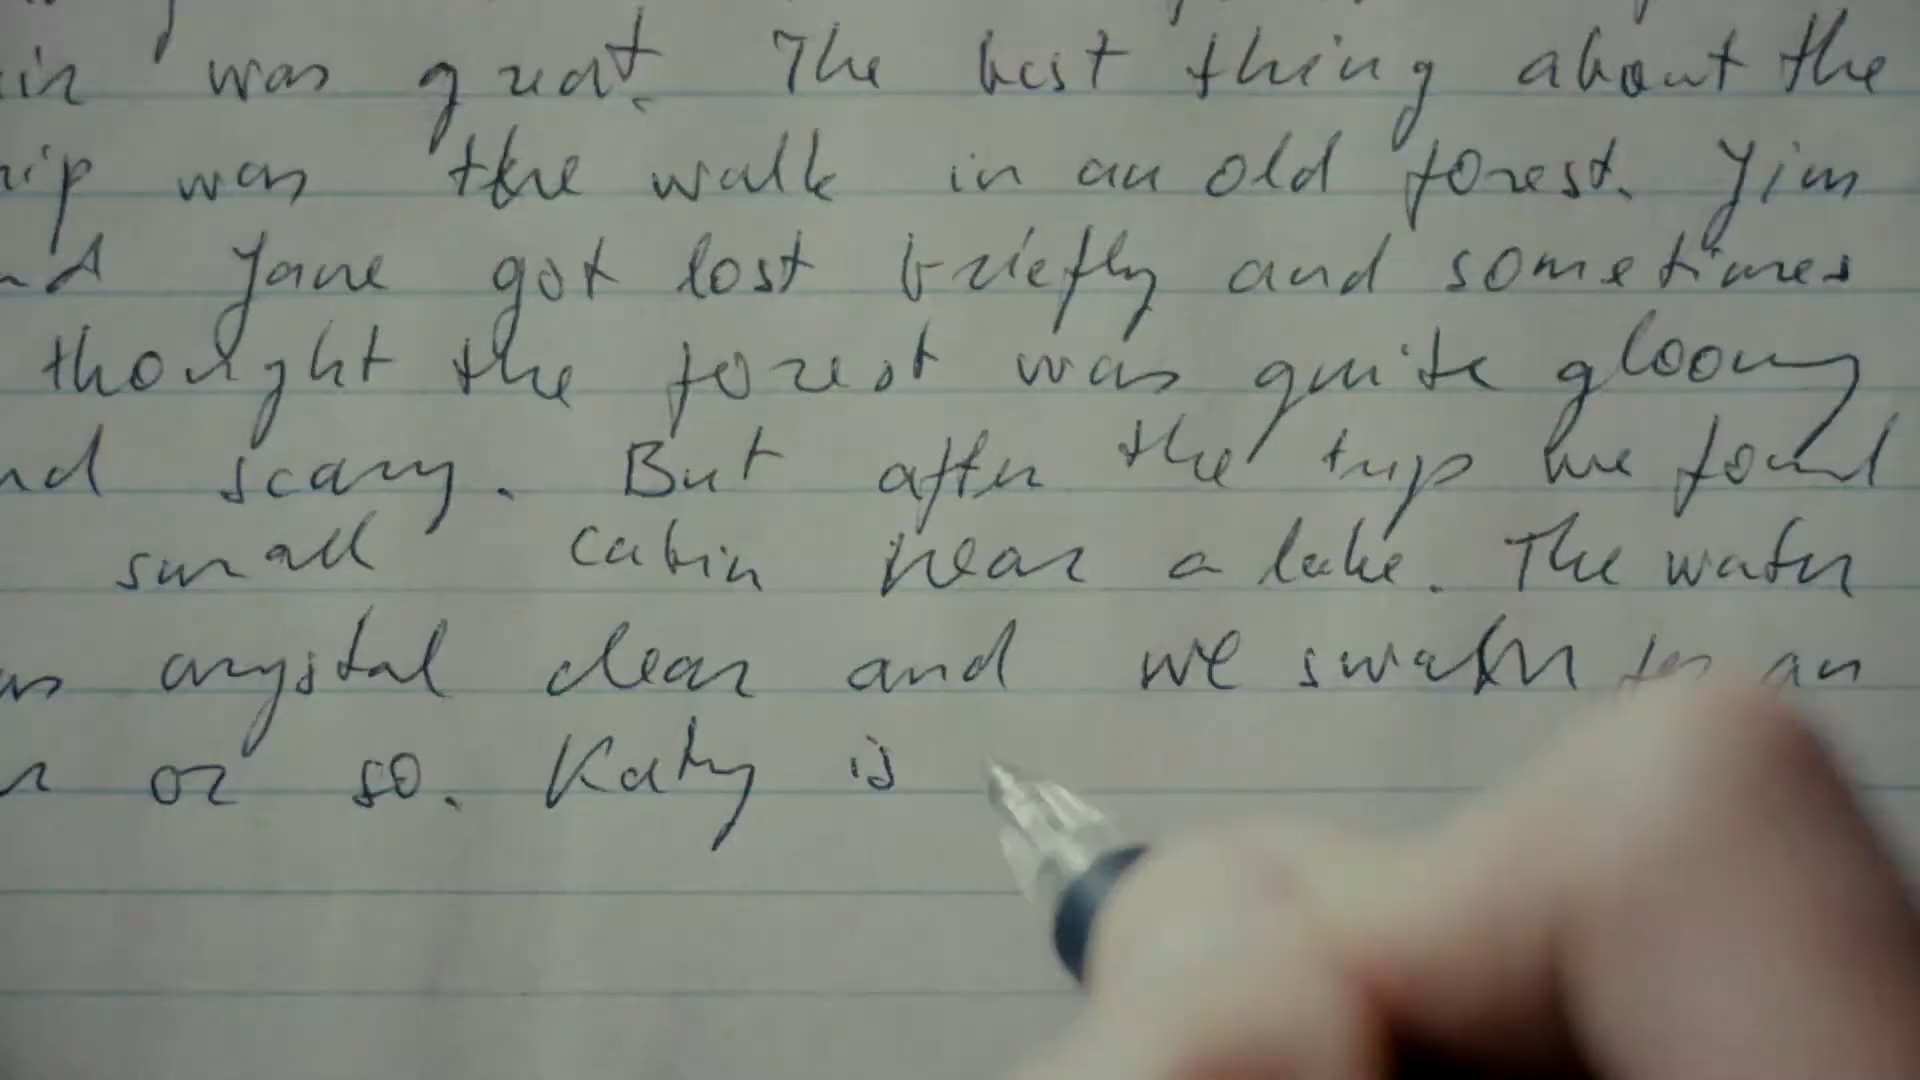 was great. The best thing about the
was the walk in an old forest. Jim
Jane got lost briefly and sometimes
thought the forest was quite gloomy
scary. But after the trip we found
small cabin near a lake. The water
crystal clear and we swam for an
or so. Katy is